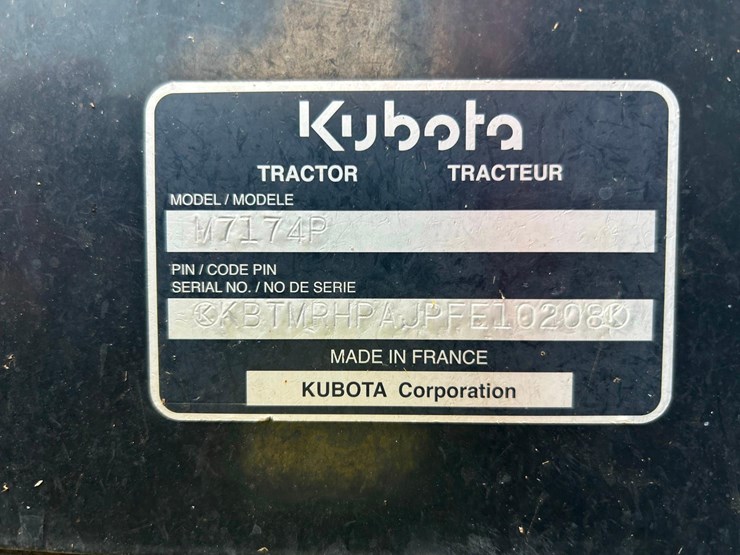 Kubota
TRACTOR TRACTEUR
MODEL / MODELE
M7174P
PIN / CODE PIN
SERIAL NO. / NO DE SERIE
KBTMPHPAJPFE10208
MADE IN FRANCE
KUBOTA Corporation